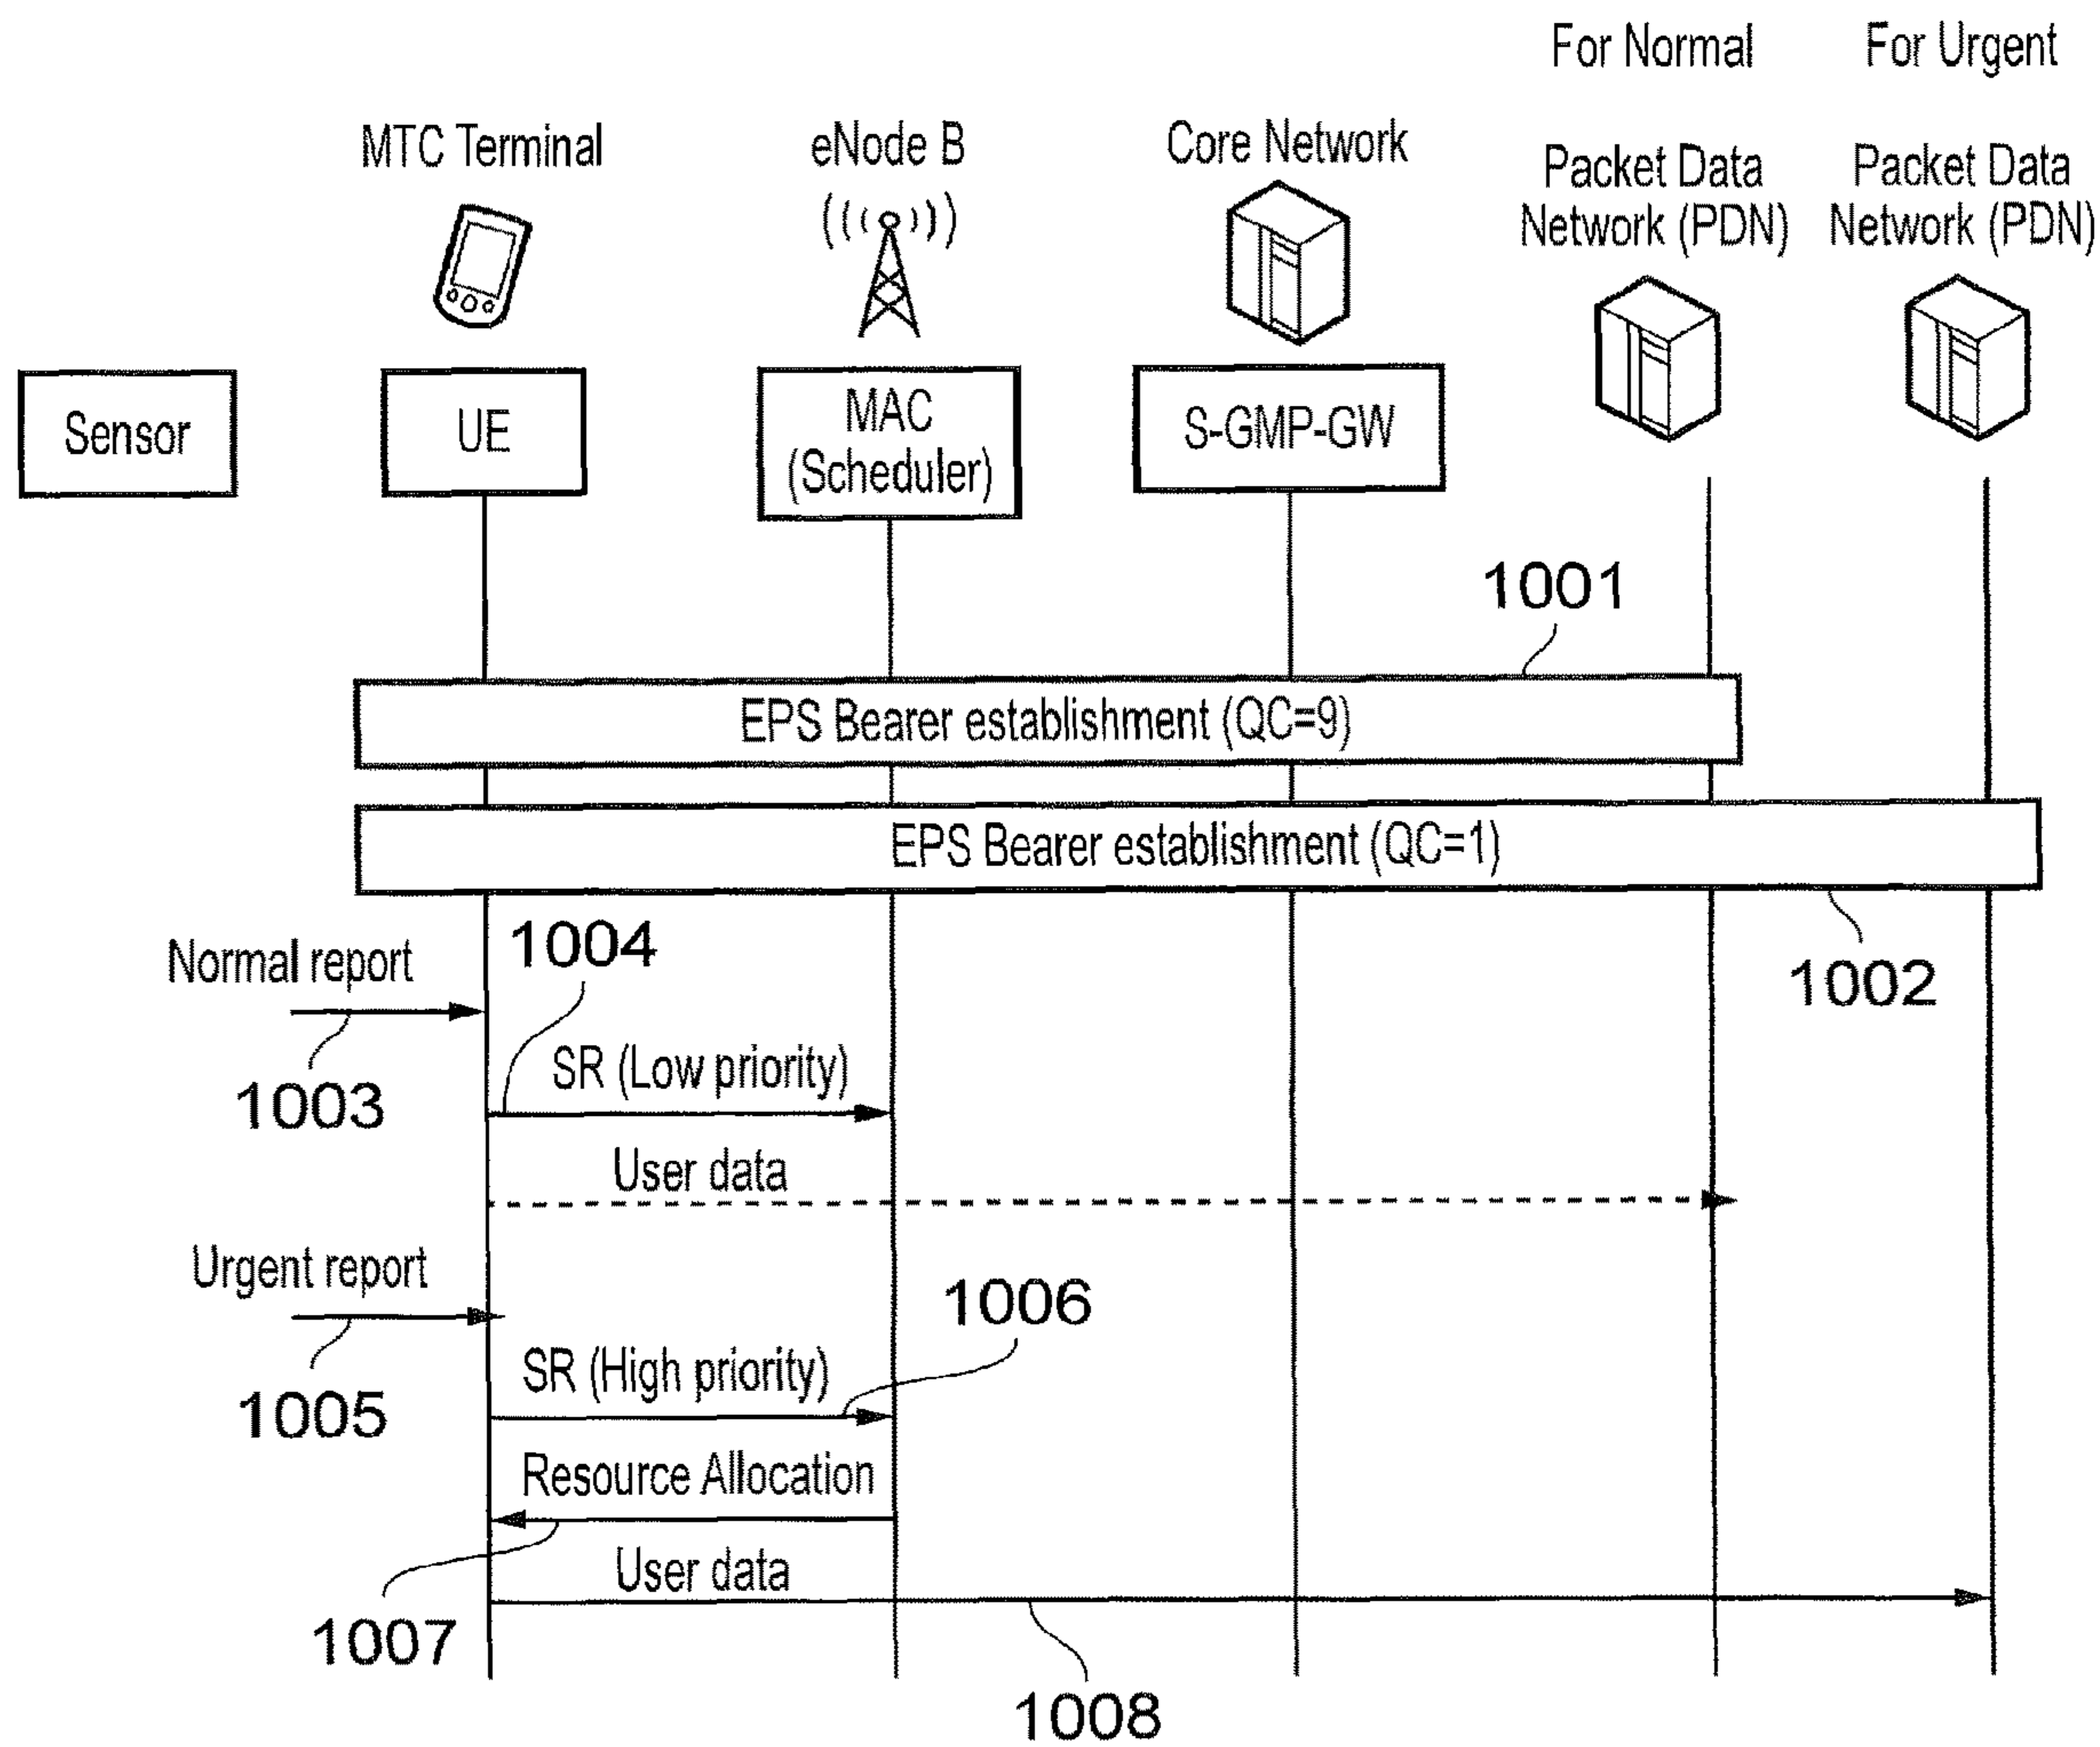 For Normal
For Urgent
MTC Terminal
eNode B
Core Network
Packet Data
Network (PDN)
Packet Data
Network (PDN)
Sensor
UE
MAC
(Scheduler)
S-GMP-GW
1001
EPS Bearer establishment (QC=9)
EPS Bearer establishment (QC=1)
1002
Normal report
1004
1003
SR (Low priority)
User data
Urgent report
1006
1005
SR (High priority)
Resource Allocation
User data
1007
1008